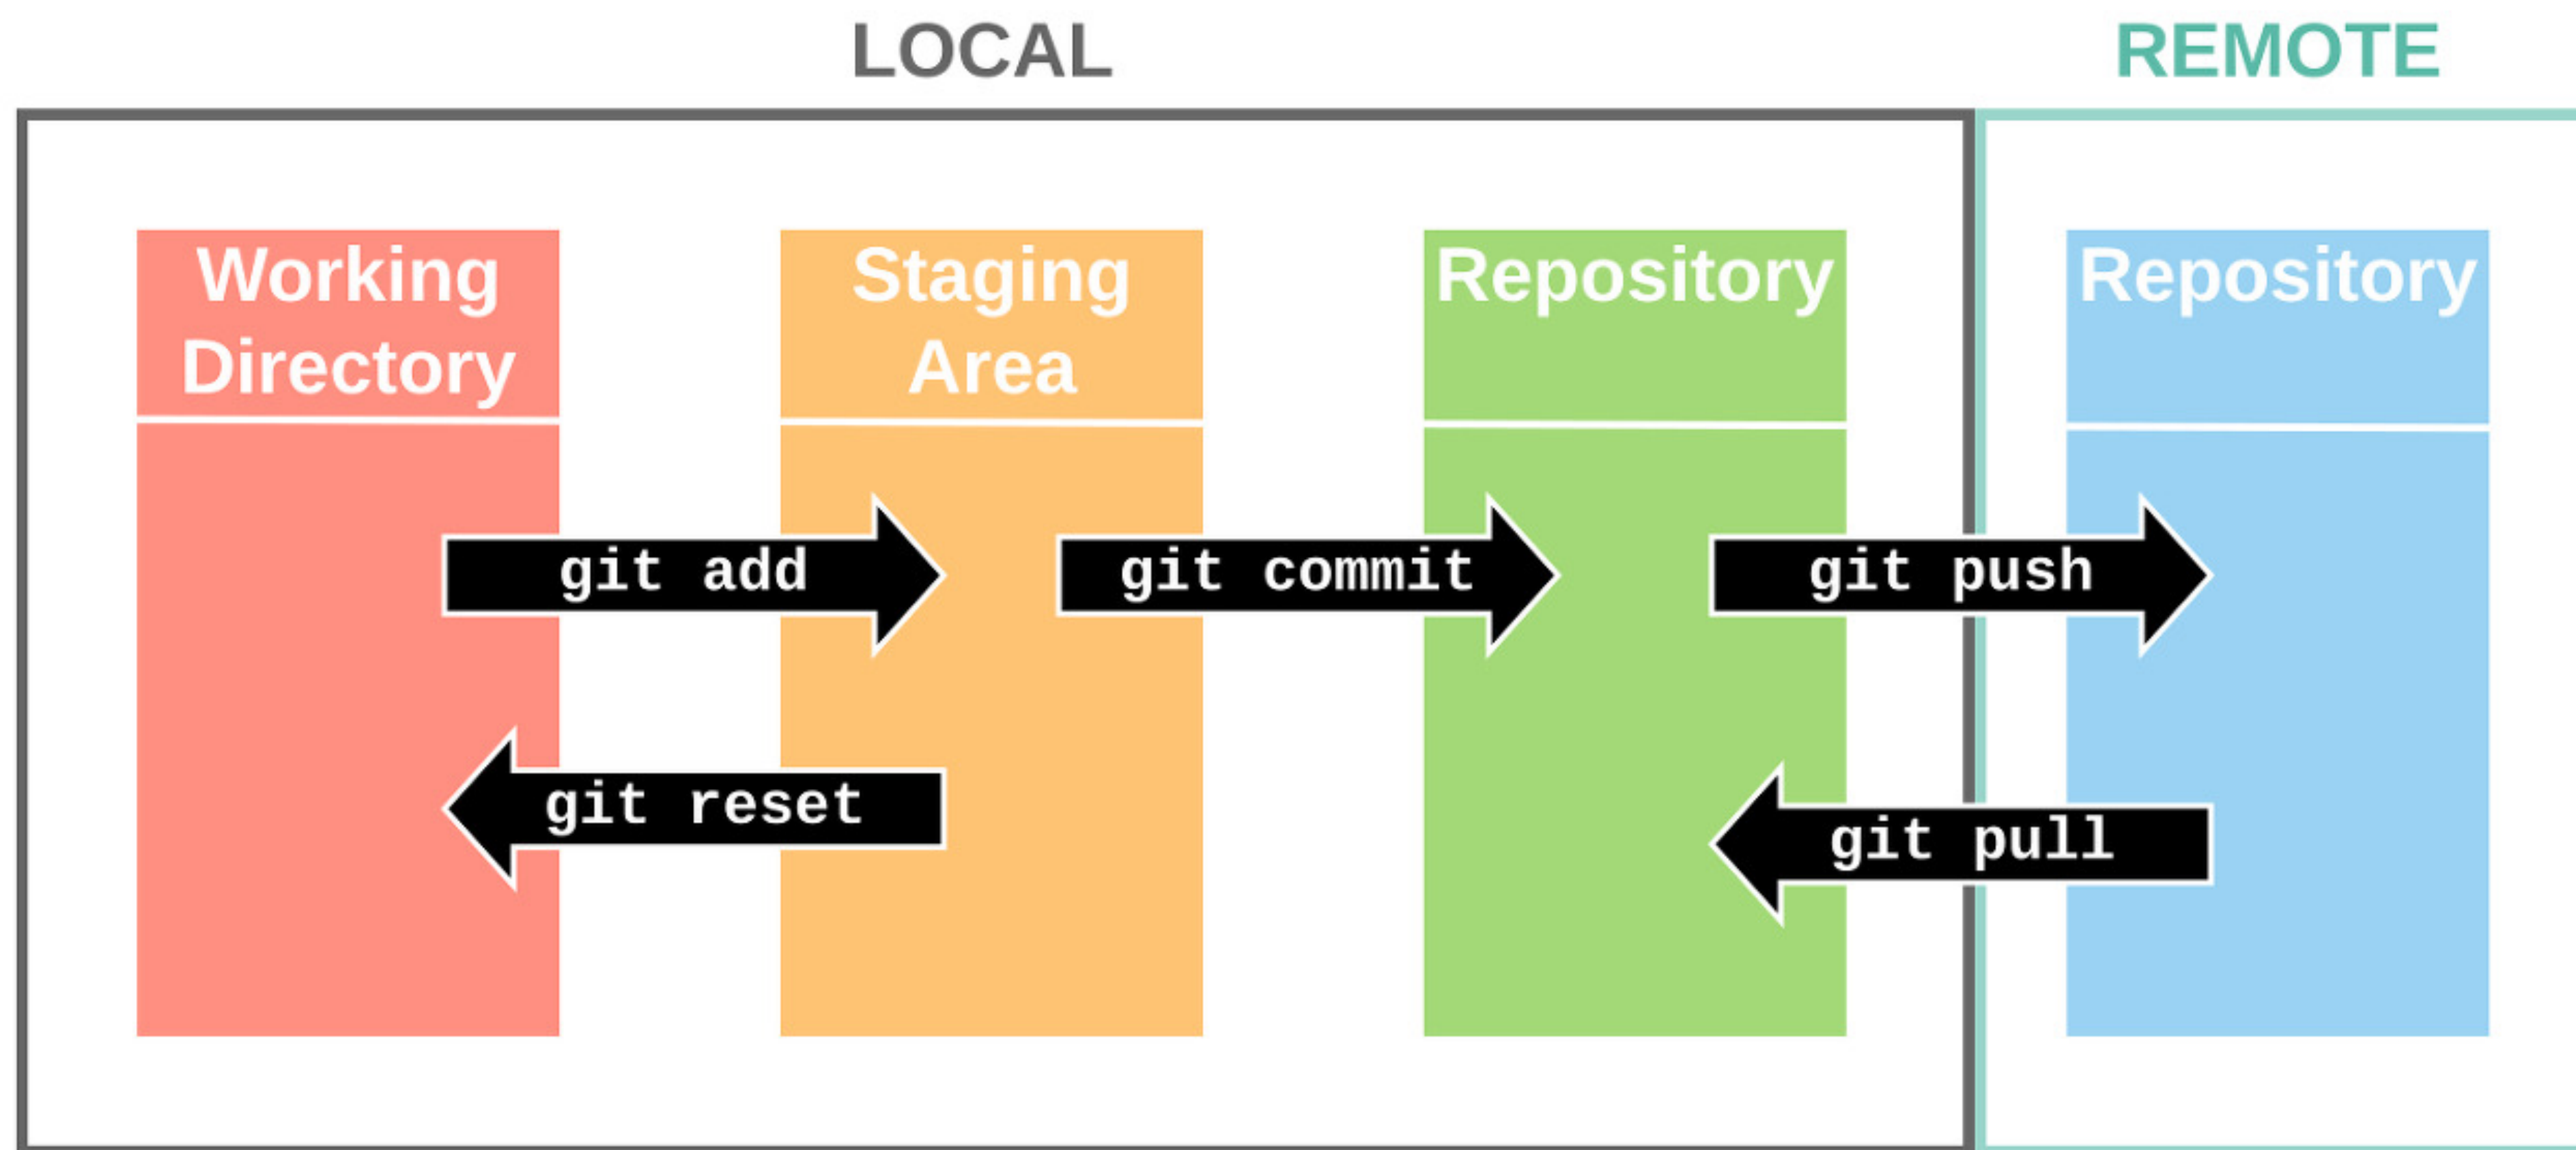 LOCAL
REMOTE
Working
Directory
Staging
Area
Repository
Repository
git add
git commit
git push
git reset
git pull